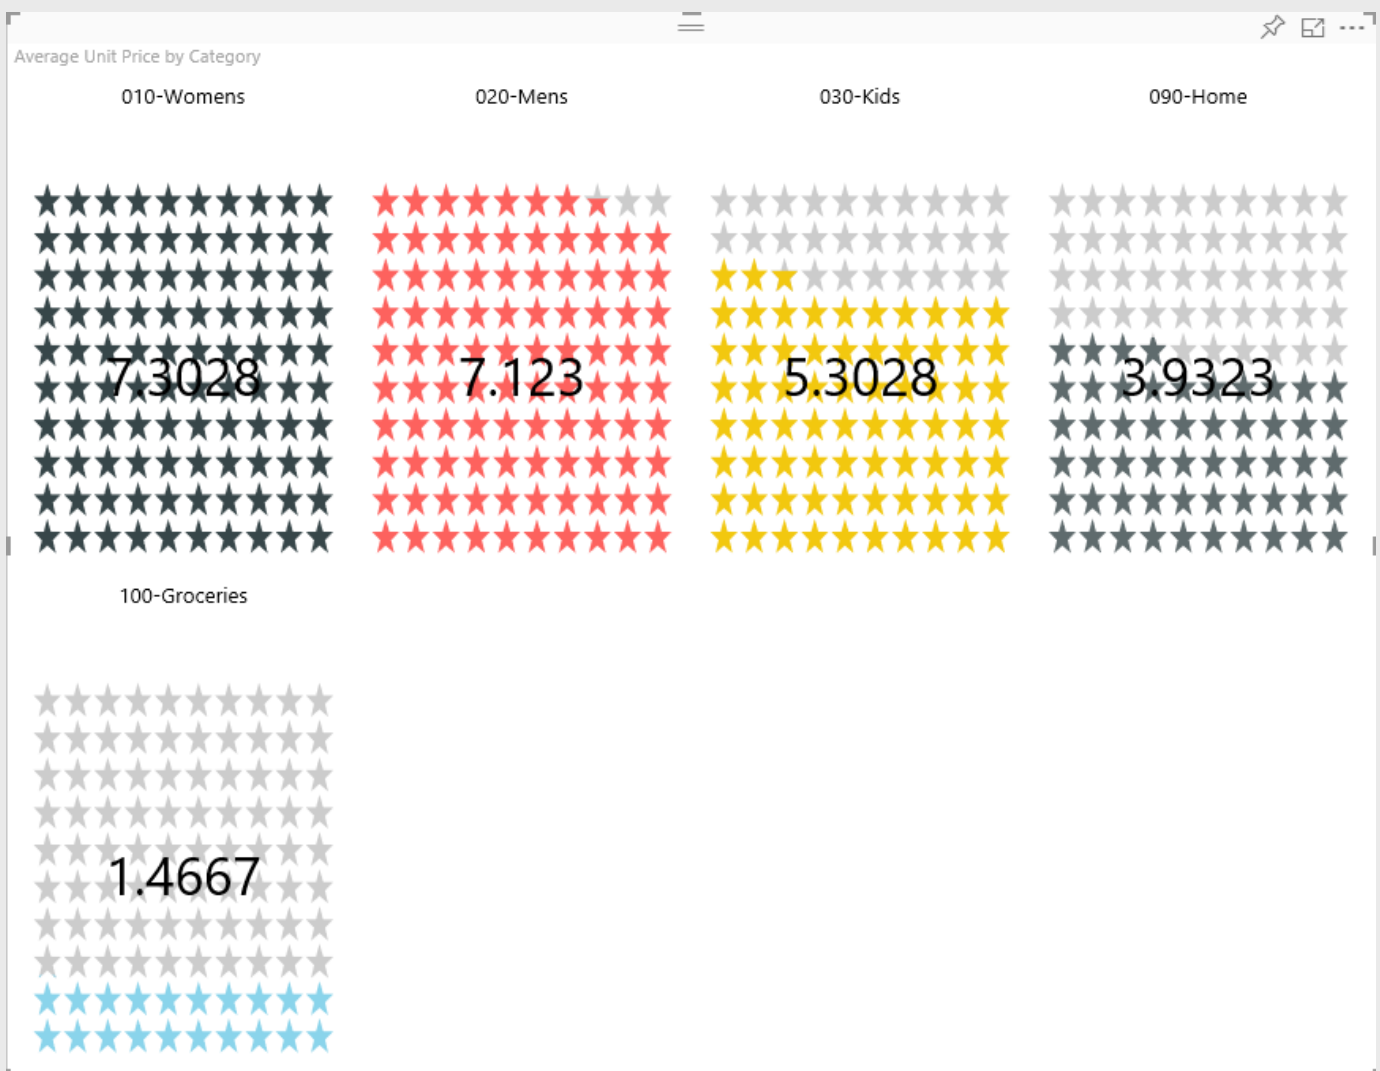 Average Unit Price by Category
010-Womens
020-Mens
030-Kids
090-Home
7.3028
7.123
5.3028
3.9323
100-Groceries
1.4667